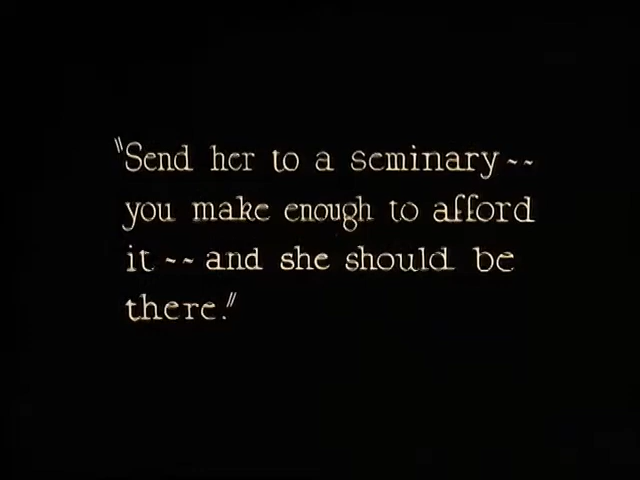 "Send her to a seminary--
you make enough to afford
it -- and she should be
there."